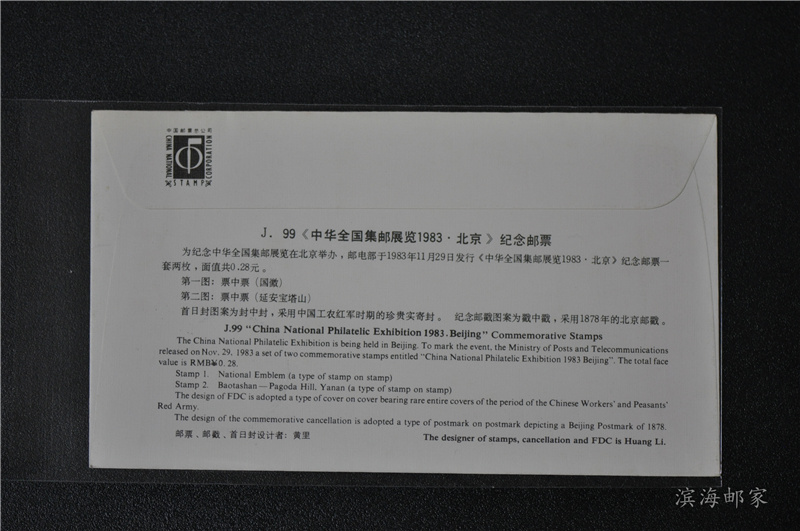 中国邮票总公司
CHINA NATIONAL
STAMP
CORPORATION
J. 99《中华全国集邮展览1983·北京》纪念邮票
为纪念中华全国集邮展览在北京举办，邮电部于1983年11月29日发行《中华全国集邮展览1983·北京》纪念邮票一
套两枚，面值共0.28元。
第一图：票中票（国徽）
第二图：票中票（延安宝塔山）
首日封图案为封中封，采用中国工农红军时期的珍贵实寄封。 纪念邮戳图案为戳中戳，采用1878年的北京邮戳。
J.99 "China National Philatelic Exhibition 1983·Beijing" Commemorative Stamps
The China National Philatelic Exhibition is being held in Beijing. To mark the event, the Ministry of Posts and Telecommunications
released on Nov. 29, 1983 a set of two commemorative stamps entitled "China National Philatelic Exhibition 1983 Beijing". The total face
value is RMB¥0.28.
Stamp 1. National Emblem (a type of stamp on stamp)
Stamp 2. Baotashan—Pagoda Hill, Yanan (a type of stamp on stamp)
The design of FDC is adopted a type of cover on cover bearing rare entire covers of the period of the Chinese Workers' and Peasants'
Red Army.
The design of the commemorative cancellation is adopted a type of postmark on postmark depicting a Beijing Postmark of 1878.
邮票、邮戳、首日封设计者：黄里
The designer of stamps, cancellation and FDC is Huang Li.
滨海邮家